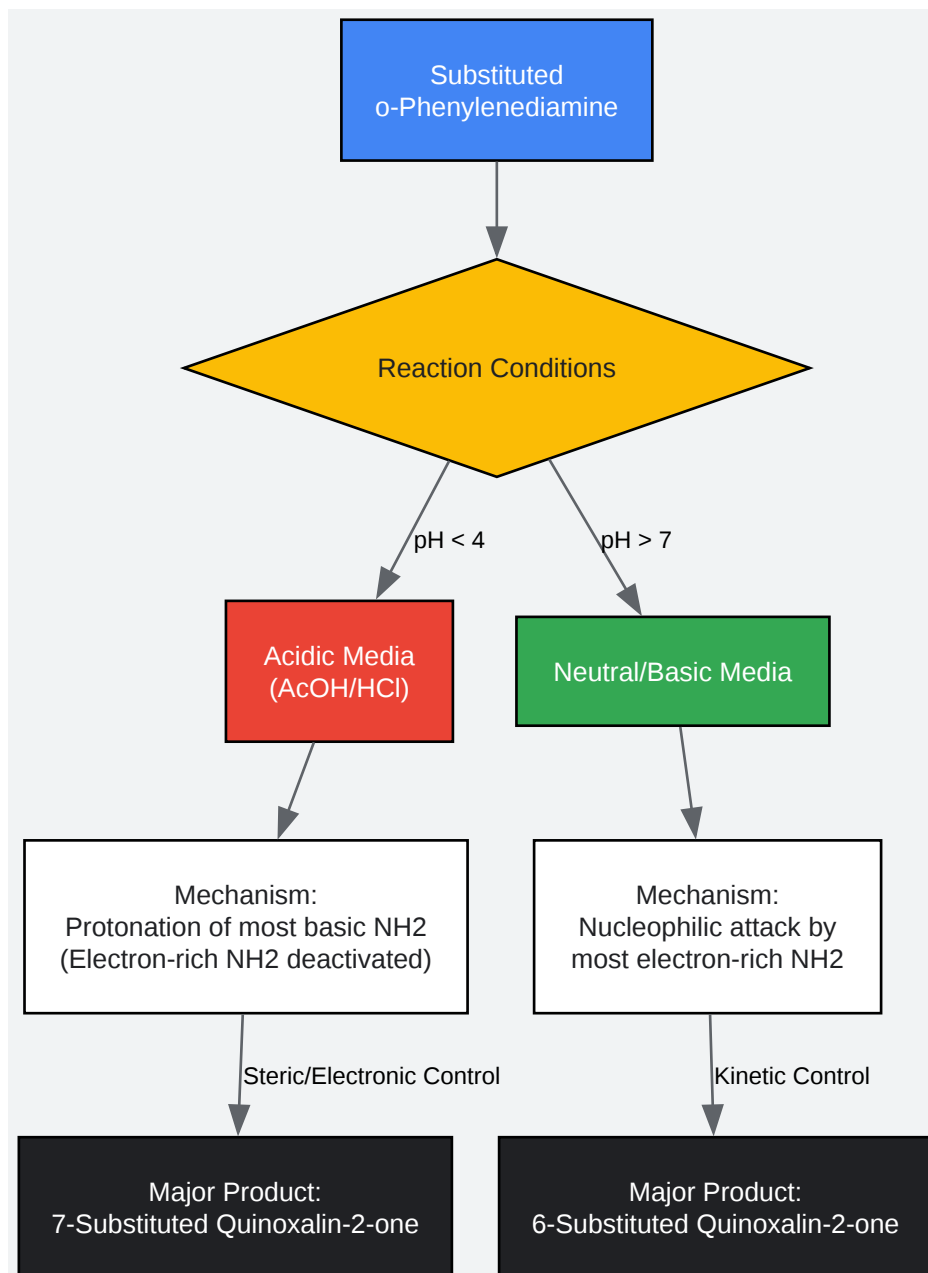 Substituted
o-Phenylenediamine
Reaction Conditions
pH < 4
pH > 7
Acidic Media
(AcOH/HCl)
Neutral/Basic Media
Mechanism:
Protonation of most basic NH2
(Electron-rich NH2 deactivated)
Mechanism:
Nucleophilic attack by
most electron-rich NH2
Steric/Electronic Control
Kinetic Control
Major Product:
7-Substituted Quinoxalin-2-one
Major Product:
6-Substituted Quinoxalin-2-one